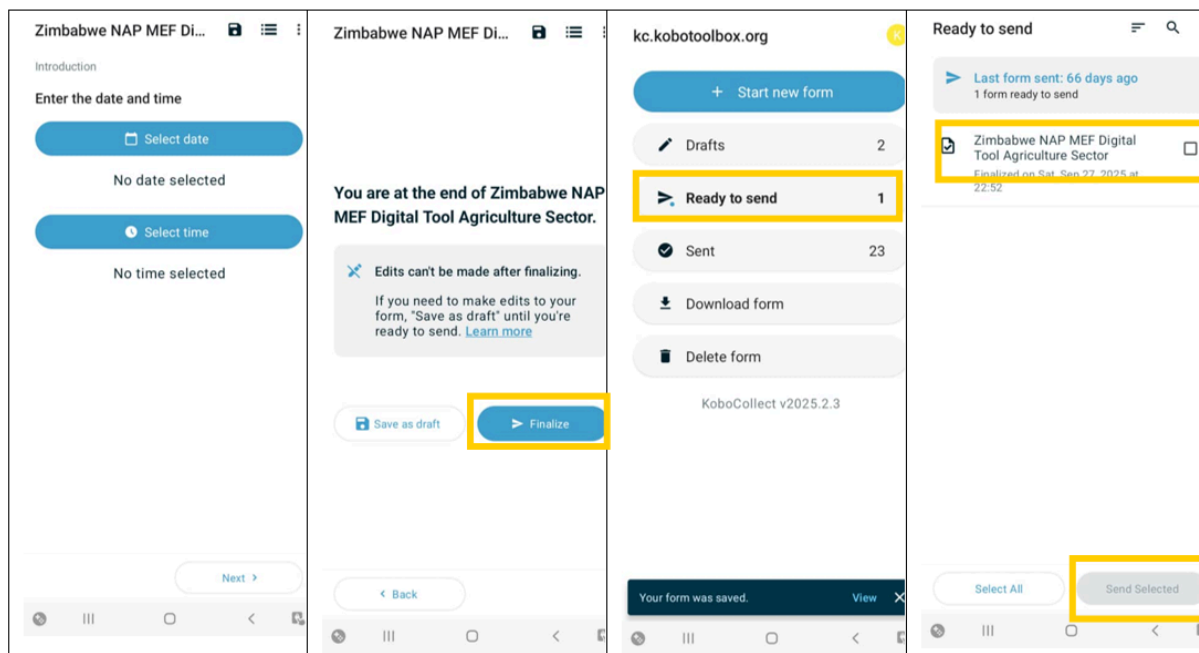 Zimbabwe NAP MEF Di...
Introduction
Enter the date and time
Select date
No date selected
Select time
No time selected
Next >
Zimbabwe NAP MEF Di...
You are at the end of Zimbabwe NAP
MEF Digital Tool Agriculture Sector.
Edits can't be made after finalizing.
If you need to make edits to your
form, "Save as draft" until you're
ready to send. Learn more
Save as draft
Finalize
< Back
kc.kobotoolbox.org
K
+ Start new form
Drafts 2
Ready to send 1
Sent 23
Download form
Delete form
KoboCollect v2025.2.3
Your form was saved. View
Ready to send
Last form sent: 66 days ago
1 form ready to send
Zimbabwe NAP MEF Digital
Tool Agriculture Sector
Finalized on Sat, Sep 27, 2025 at
22:52
Select All
Send Selected